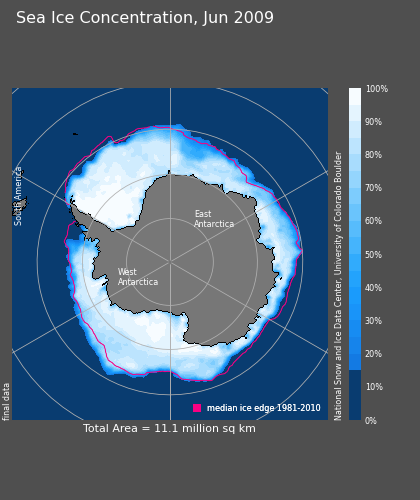 Sea Ice Concentration, Jun 2009
South America
East
Antarctica
West
Antarctica
final data
median ice edge 1981-2010
Total Area = 11.1 million sq km
National Snow and Ice Data Center, University of Colorado Boulder
100%
90%
80%
70%
60%
50%
40%
30%
20%
10%
0%